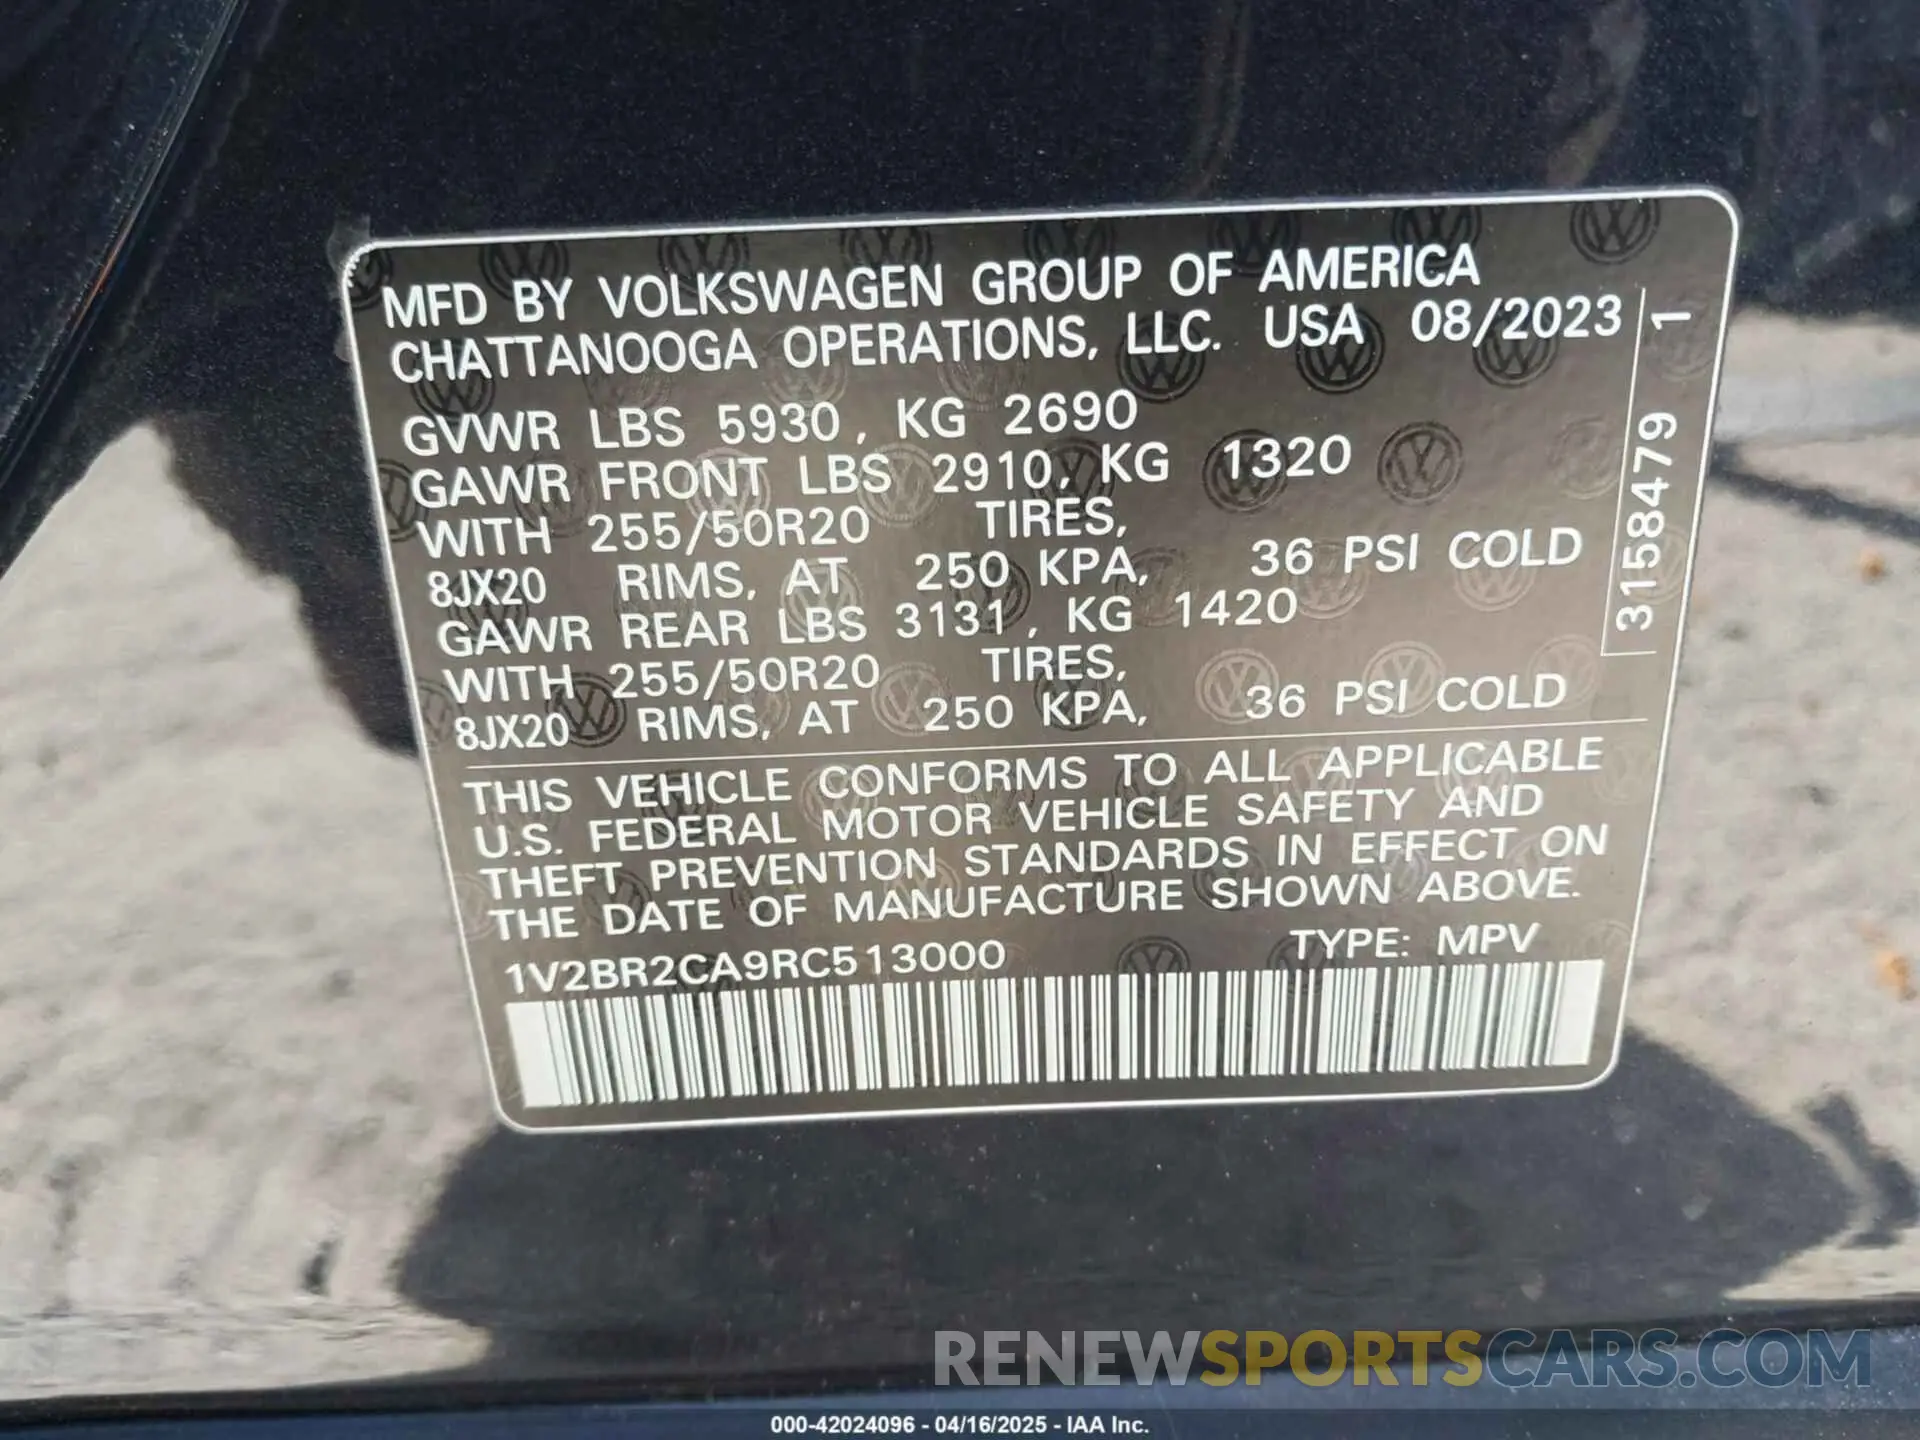 MFD BY VOLKSWAGEN GROUP OF AMERICA
CHATTANOOGA OPERATIONS, LLC. USA 08/2023
GVWR LBS 5930, KG 2690
GAWR FRONT LBS 2910, KG 1320
WITH 255/50R20 TIRES,
8JX20 RIMS, AT 250 KPA, 36 PSI COLD
GAWR REAR LBS 3131, KG 1420
WITH 255/50R20 TIRES,
8JX20 RIMS, AT 250 KPA, 36 PSI COLD
3158479 1
THIS VEHICLE CONFORMS TO ALL APPLICABLE
U.S. FEDERAL MOTOR VEHICLE SAFETY AND
THEFT PREVENTION STANDARDS IN EFFECT ON
THE DATE OF MANUFACTURE SHOWN ABOVE.
1V2BR2CA9RC513000 TYPE: MPV
RENEWSPORTSCARS.COM
000-42024096 - 04/16/2025 - IAA Inc.